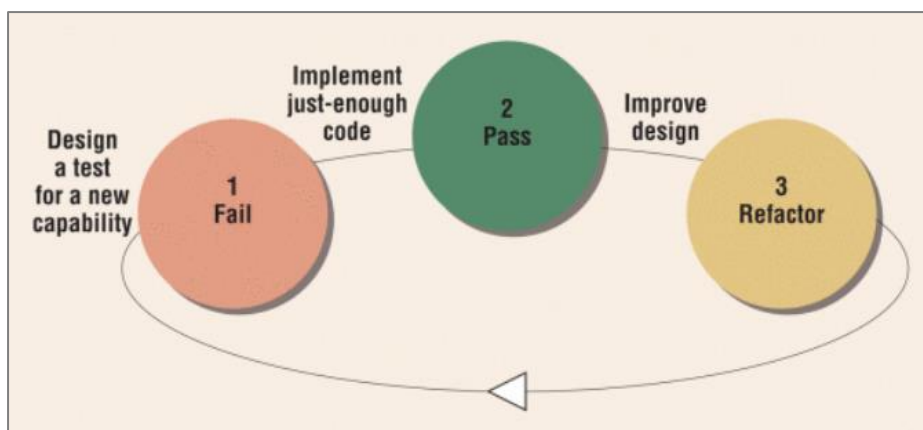 Design
a test
for a new
capability
1
Fail
Implement
just-enough
code
2
Pass
Improve
design
3
Refactor